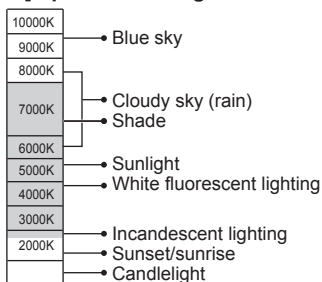 10000K
9000K
Blue sky
8000K
Cloudy sky (rain)
7000K
Shade
6000K
Sunlight
5000K
White fluorescent lighting
4000K
3000K
Incandescent lighting
2000K
Sunset/sunrise
Candlelight